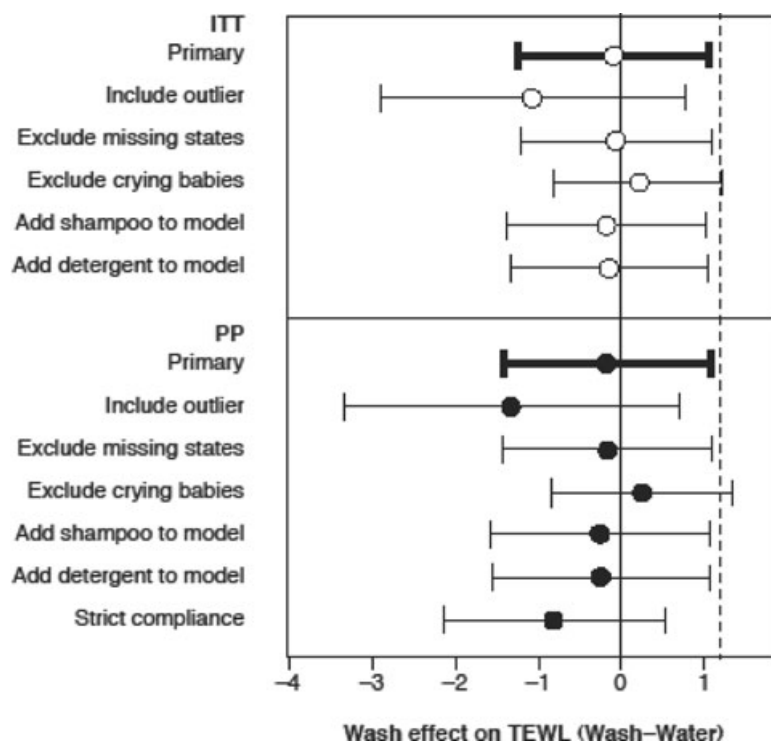 ITT
Primary
Include outlier
Exclude missing states
Exclude crying babies
Add shampoo to model
Add detergent to model
PP
Primary
Include outlier
Exclude missing states
Exclude crying babies
Add shampoo to model
Add detergent to model
Strict compliance
–4 –3 –2 –1 0 1
Wash effect on TEWL (Wash–Water)